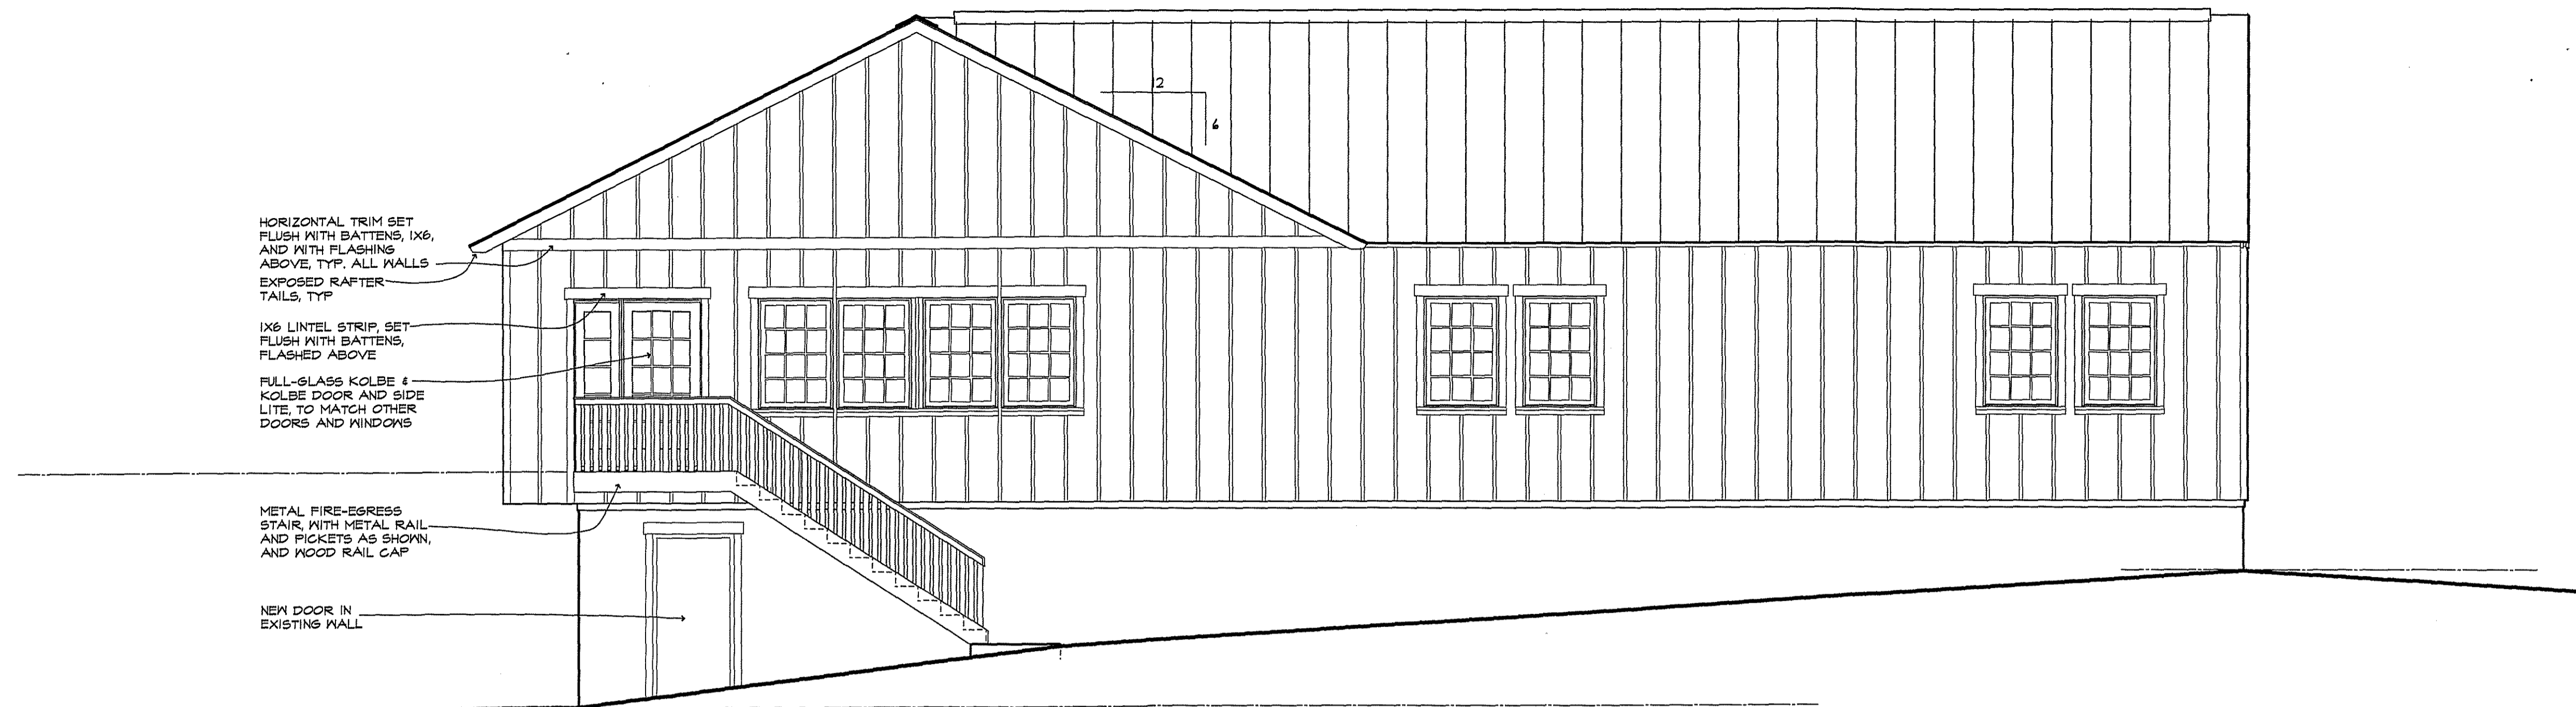 2
6
HORIZONTAL TRIM SET
FLUSH WITH BATTENS, 1X6,
AND WITH FLASHING
ABOVE, TYP. ALL WALLS
EXPOSED RAFTER
TAILS, TYP
1X6 LINTEL STRIP, SET
FLUSH WITH BATTENS,
FLASHED ABOVE
FULL-GLASS KOLBE &
KOLBE DOOR AND SIDE
LITE, TO MATCH OTHER
DOORS AND WINDOWS
METAL FIRE-EGRESS
STAIR, WITH METAL RAIL
AND PICKETS AS SHOWN,
AND WOOD RAIL CAP
NEW DOOR IN
EXISTING WALL